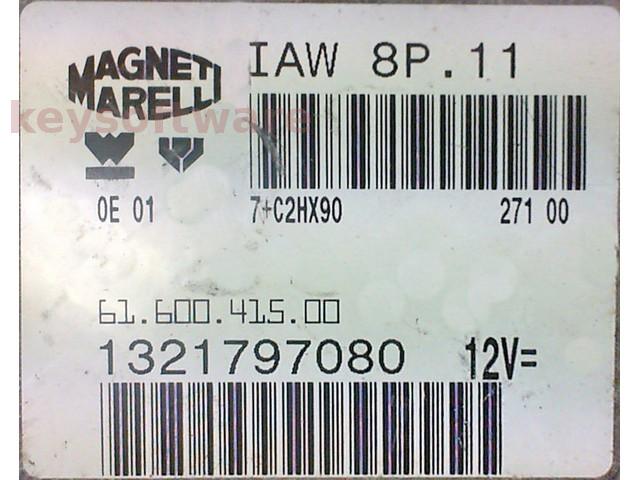 MAGNETI MARELLI
IAW 8P.11
keysoftware
0E 01
7+C2HX90
271 00
61.600.415.00
1321797080
12V=